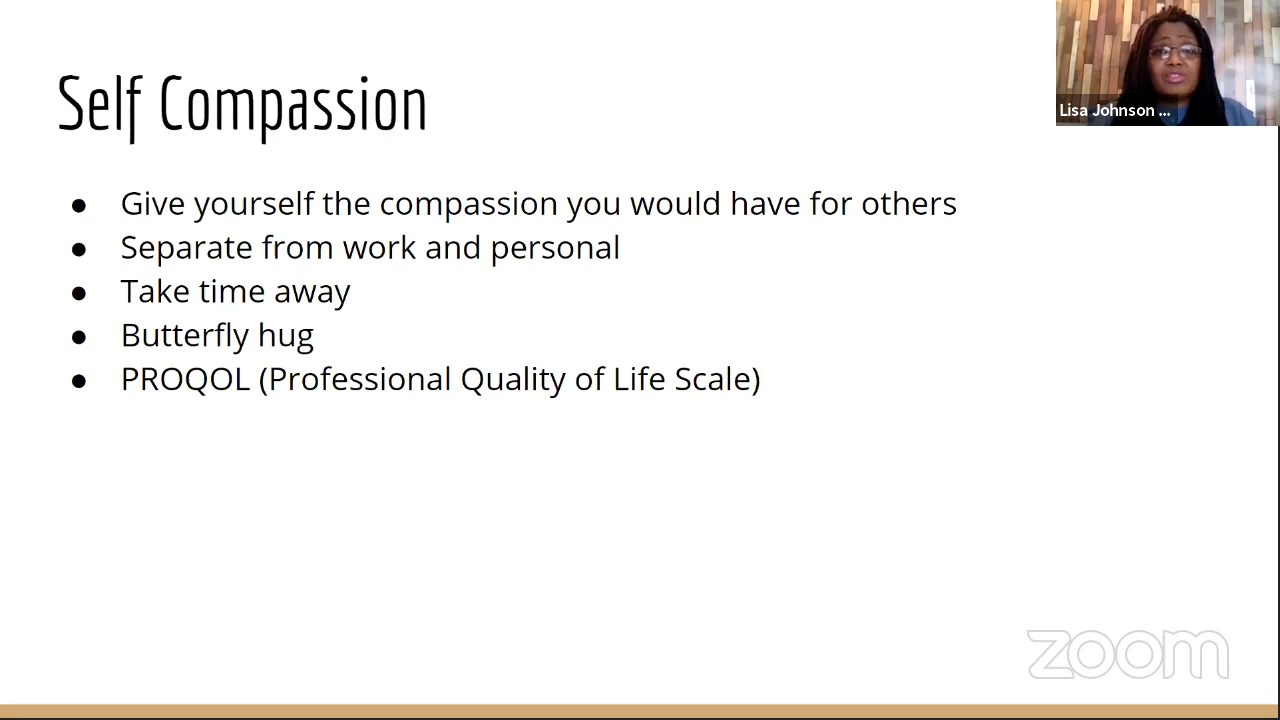 Self Compassion
Lisa Johnson ...
● Give yourself the compassion you would have for others
● Separate from work and personal
● Take time away
● Butterfly hug
● PROQOL (Professional Quality of Life Scale)
zoom